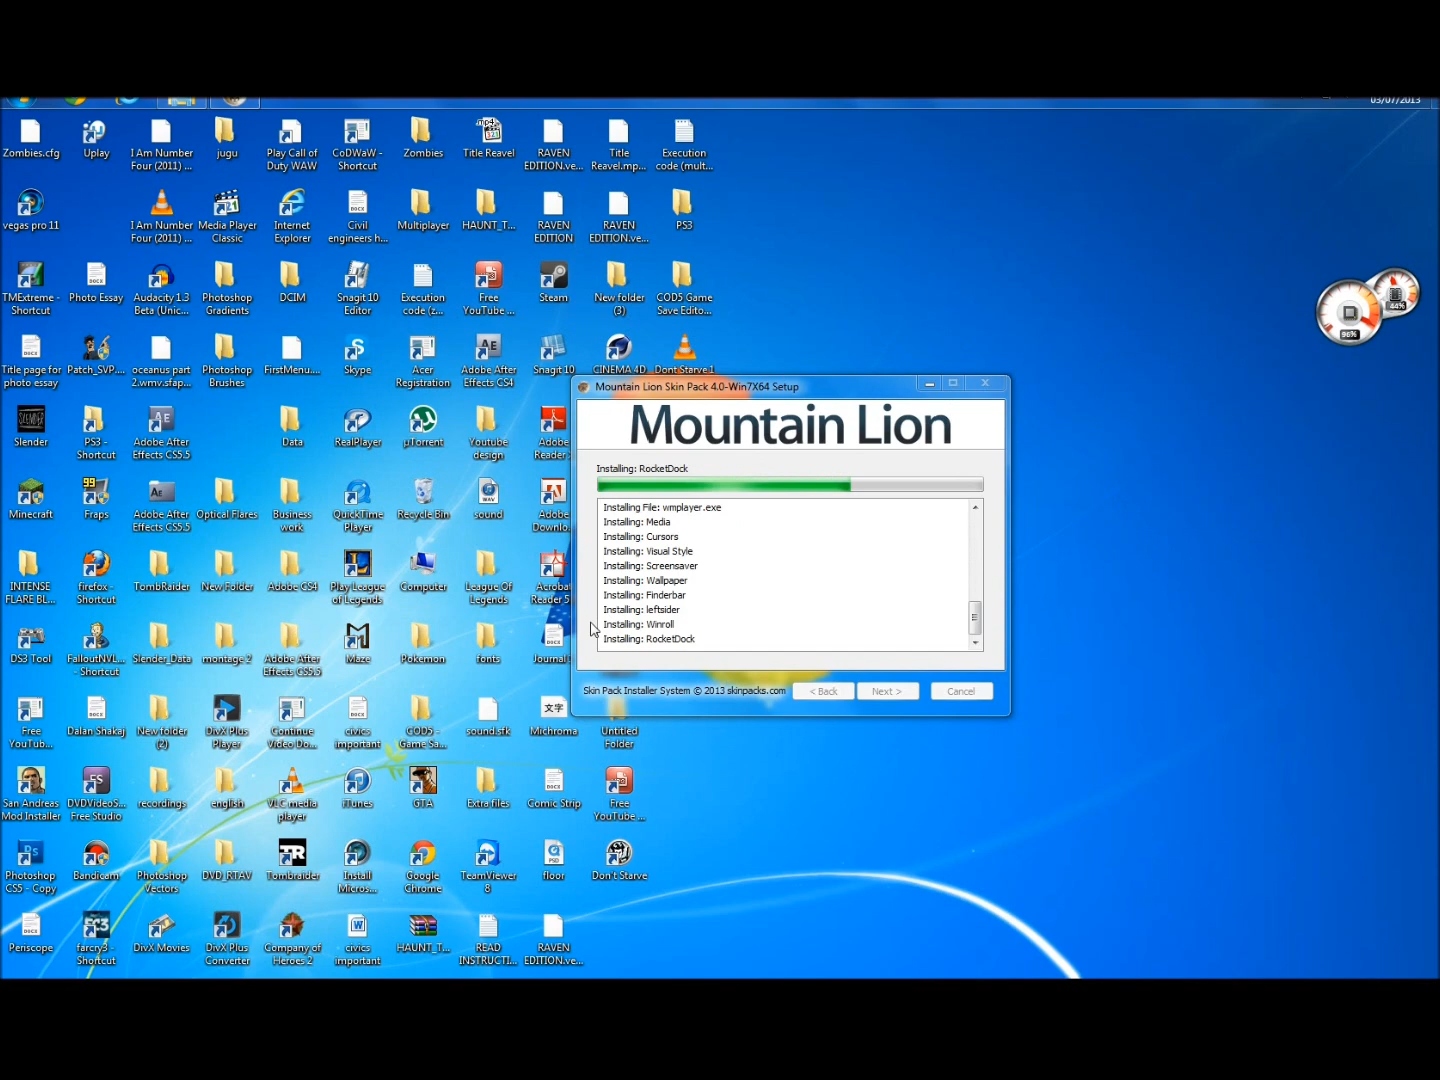 03/07/2013
Zombies.cfg
Uplay
I Am Number
Four (2011) ...
jugu
Play Call of
Duty WAW
CoDWaW -
Shortcut
Zombies
Title Reavel
RAVEN
EDITION.ve...
Title
Reavel.mp...
Execution
code (mult...
vegas pro 11
I Am Number
Four (2011) ...
Media Player
Classic
Internet
Explorer
Civil
engineers h...
Multiplayer
HAUNT_T...
RAVEN
EDITION
RAVEN
EDITION.ve...
PS3
TMExtreme -
Shortcut
Photo Essay
Audacity 1.3
Beta (Unic...
Photoshop
Gradients
DCIM
Snagit 10
Editor
Execution
code (z...
Free
YouTube ...
Steam
New folder
(3)
COD5 Game
Save Edito...
96%
44%
Title page for
photo essay
Patch_SVP....
oceanus part
2.wmv.sfap...
Photoshop
Brushes
FirstMenu....
Skype
Acer
Registration
Adobe After
Effects CS4
Snagit 10
CINEMA 4D
Dont Starve 1
Slender
PS3 -
Shortcut
Adobe After
Effects CS5.5
Data
RealPlayer
µTorrent
Youtube
design
Adobe
Reader
Minecraft
Fraps
Adobe After
Effects CS5.5
Optical Flares
Business
work
QuickTime
Player
Recycle Bin
sound
Adobe
Downlo...
INTENSE
FLARE BL...
firefox -
Shortcut
TombRaider
New Folder
Adobe CS4
Play League
of Legends
Computer
League Of
Legends
Acrobat
Reader 5
DS3 Tool
FalloutNVL...
- Shortcut
Slender_Data
montage 2
Adobe After
Effects CS5.5
Maze
Pokemon
fonts
Journal
Free
YouTub...
Dalan Shakaj
New folder
(2)
DivX Plus
Player
Continue
Video Do...
civics
important
COD5 -
Game Sa...
sound.sfk
Michroma
Untitled
Folder
San Andreas
Mod Installer
DVDVideoS...
Free Studio
recordings
english
VLC media
player
iTunes
GTA
Extra files
Comic Strip
Free
YouTube ...
Photoshop
CS5 - Copy
Bandicam
Photoshop
Vectors
DVD_RTAV
Tombraider
Install
Micros...
Google
Chrome
TeamViewer
8
floor
Don't Starve
Periscope
farcry3 -
Shortcut
DivX Movies
DivX Plus
Converter
Company of
Heroes 2
civics
important
HAUNT_T...
READ
INSTRUCTI...
RAVEN
EDITION.ve...
Mountain Lion Skin Pack 4.0-Win7X64 Setup
Mountain Lion
Installing: RocketDock
Installing File: wmplayer.exe
Installing: Media
Installing: Cursors
Installing: Visual Style
Installing: Screensaver
Installing: Wallpaper
Installing: Finderbar
Installing: leftsider
Installing: Winroll
Installing: RocketDock
Skin Pack Installer System © 2013 skinpacks.com
< Back
Next >
Cancel